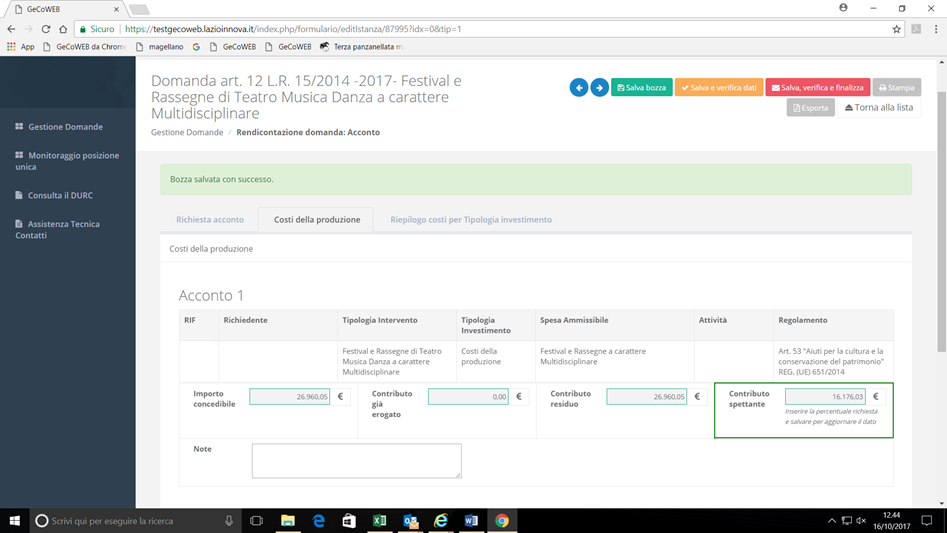 GeCoWEB
Sicuro | https://testgecoweb.lazioinnova.it/index.php/formulario/editIstanza/87995?idx=0&tip=1
App GeCoWEB da Chrom magellano GeCoWEB GeCoWEB Terza panzanellata m
Gestione Domande
Monitoraggio posizione
unica
Consulta il DURC
Assistenza Tecnica
Contatti
Domanda art. 12 L.R. 15/2014 -2017- Festival e
Rassegne di Teatro Musica Danza a carattere
Multidisciplinare
Gestione Domande / Rendicontazione domanda: Acconto
Salva bozza Salva e verifica dati Salva, verifica e finalizza Stampa
Esporta Torna alla lista
Bozza salvata con successo.
Richiesta acconto Costi della produzione Riepilogo costi per Tipologia investimento
Costi della produzione
Acconto 1
RIF Richiedente Tipologia Intervento Tipologia Investimento Spesa Ammissibile Attività Regolamento
Festival e Rassegne di Teatro Costi della Festival e Rassegne a carattere Art. 53 "Aiuti per la cultura e la
Musica Danza a carattere produzione Multidisciplinare conservazione del patrimonio"
Multidisciplinare REG. (UE) 651/2014
Importo concedibile 26.960,05 €
Contributo già erogato 0,00 €
Contributo residuo 26.960,05 €
Contributo spettante 16.176,03 €
Inserire la percentuale richiesta
e salvare per aggiornare il dato
Note
Scrivi qui per eseguire la ricerca
12.44
16/10/2017